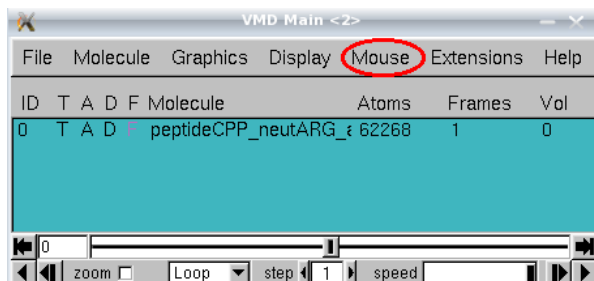 VMD Main <2>
File Molecule Graphics Display Mouse Extensions Help
ID T A D F Molecule Atoms Frames Vol
0 T A D F peptideCPP_neutARG_ 62268 1 0
0
zoom Loop step 1 speed